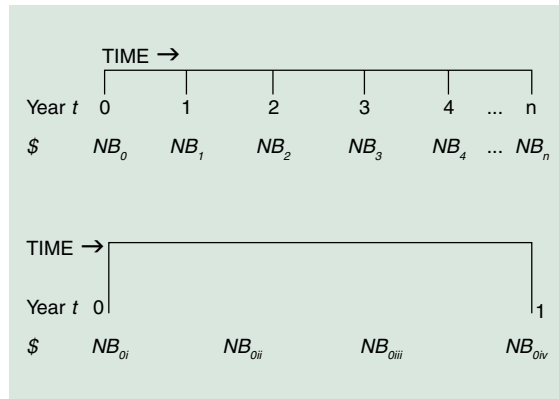 TIME →
Year t 0 1 2 3 4 ... n
$ NB₀ NB₁ NB₂ NB₃ NB₄ ... NBₙ
TIME →
Year t 0 1
$ NB₀ᵢ NB₀ᵢᵢ NB₀ᵢᵢᵢ NB₀ᵢᵥ